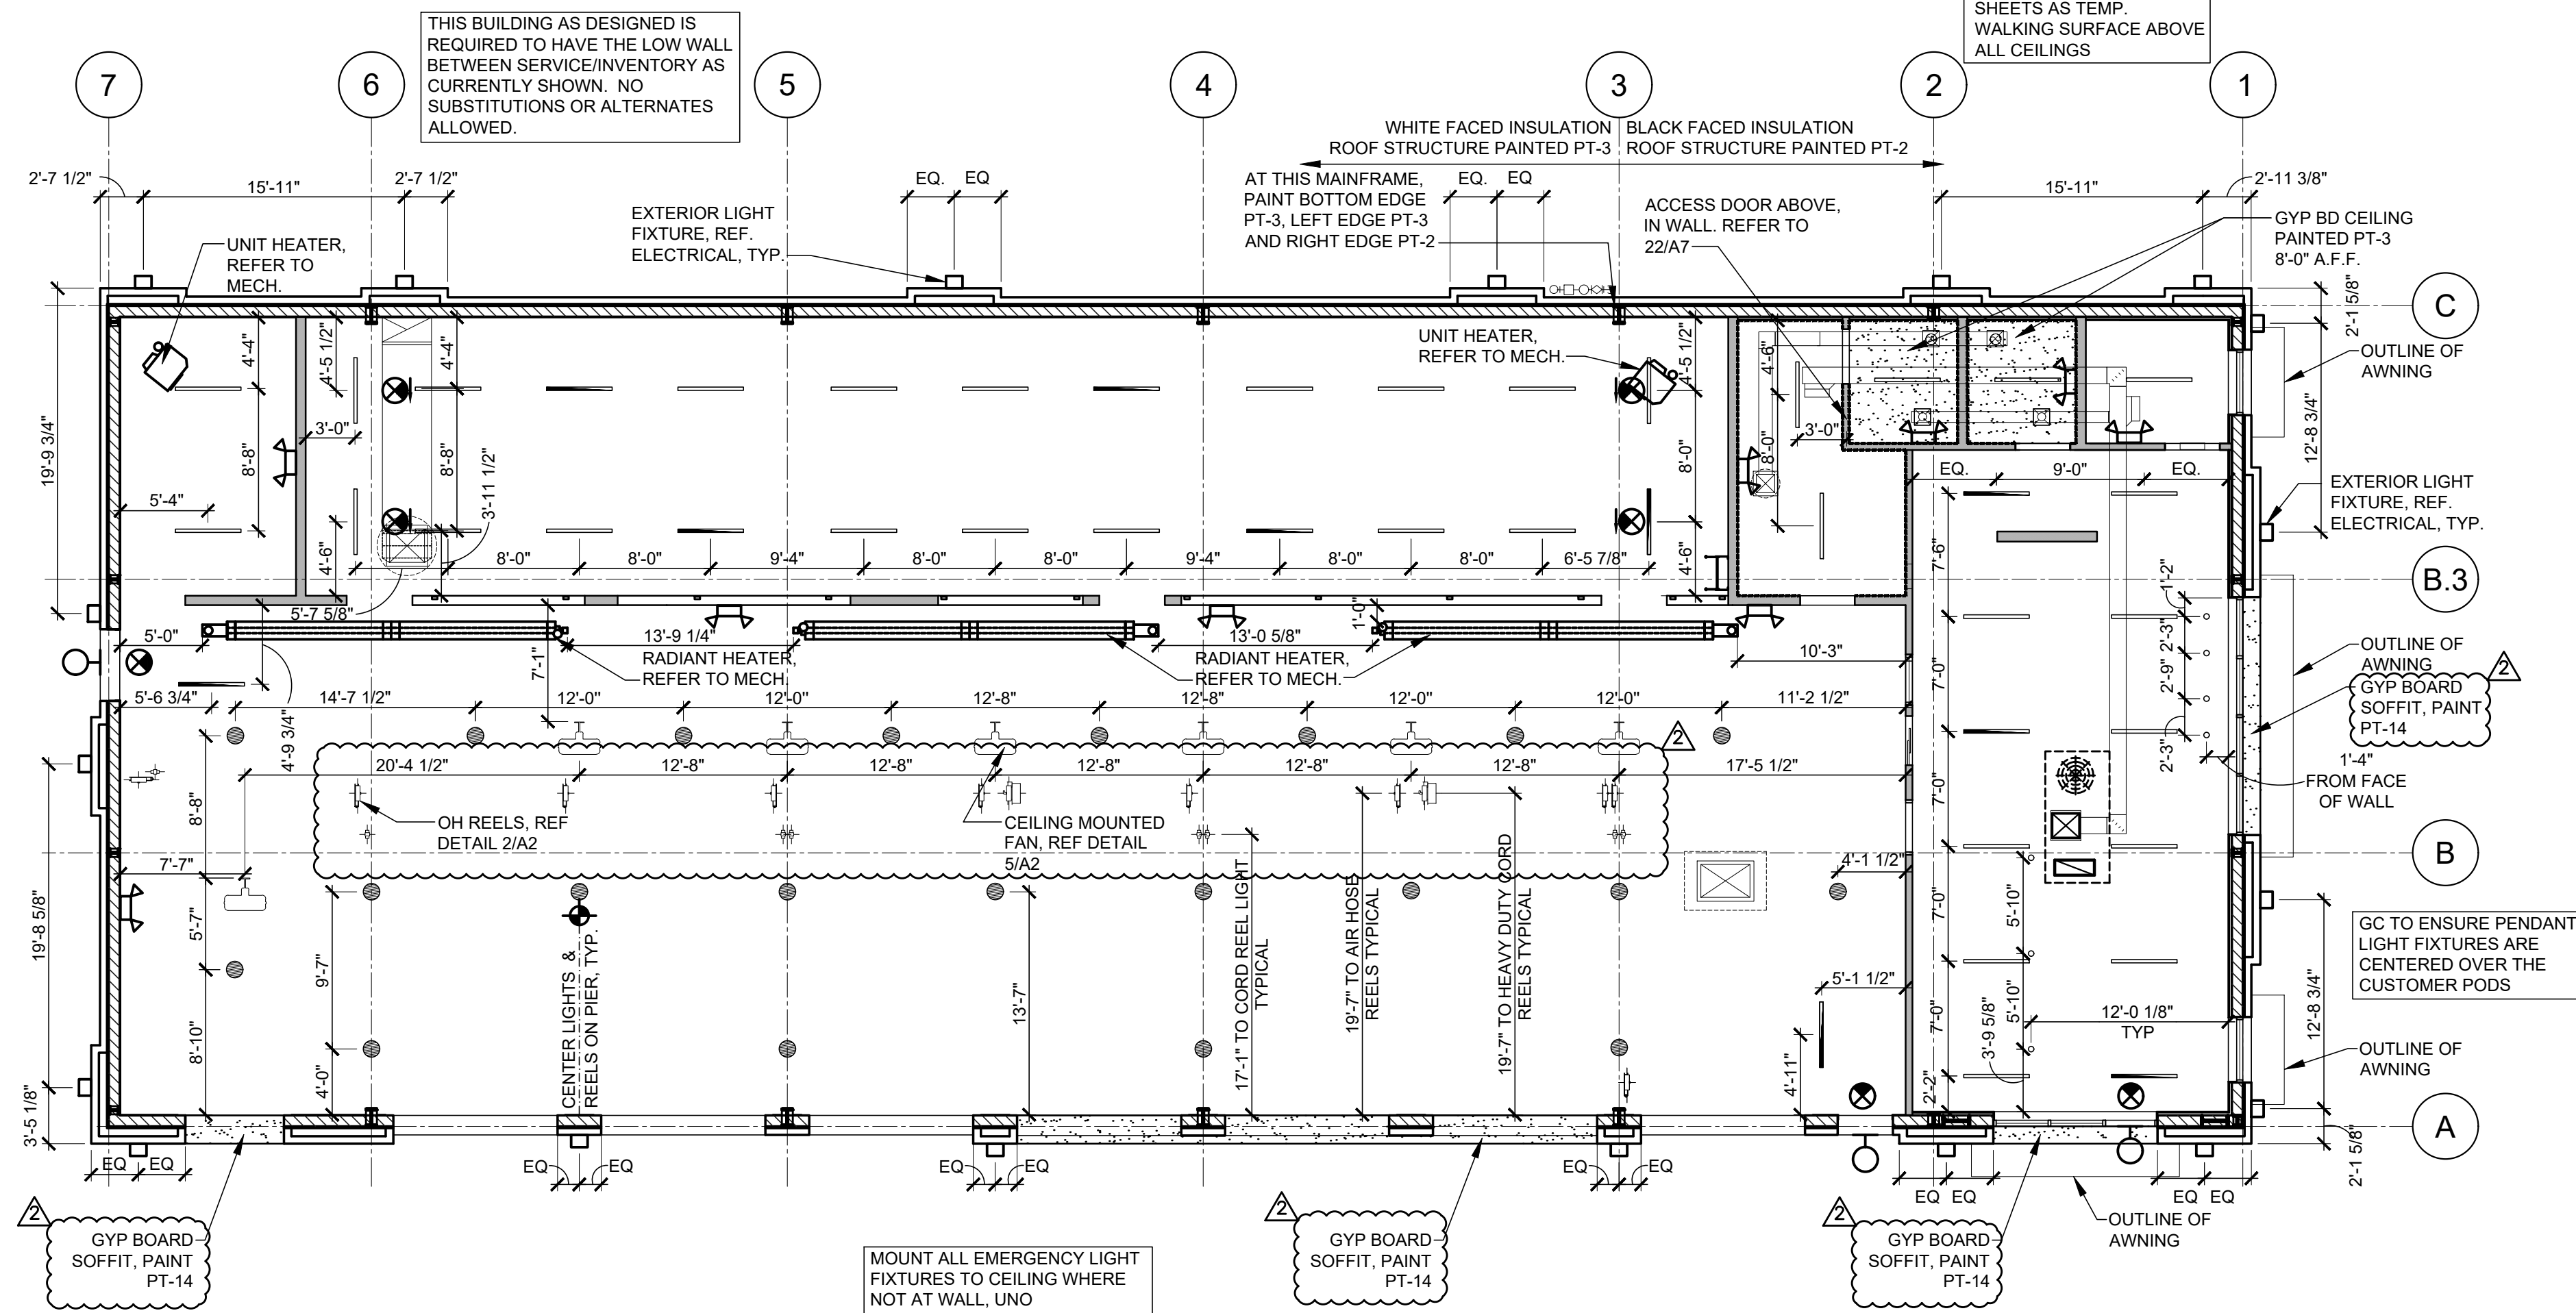 SHEETS AS TEMP.
WALKING SURFACE ABOVE
ALL CEILINGS
THIS BUILDING AS DESIGNED IS
REQUIRED TO HAVE THE LOW WALL
BETWEEN SERVICE/INVENTORY AS
CURRENTLY SHOWN.  NO
SUBSTITUTIONS OR ALTERNATES
ALLOWED.
7
6
5
4
3
2
1
WHITE FACED INSULATION
ROOF STRUCTURE PAINTED PT-3
BLACK FACED INSULATION
ROOF STRUCTURE PAINTED PT-2
2'-7 1/2"
15'-11"
2'-7 1/2"
EQ.
EQ
EQ.
EQ
15'-11"
2'-11 3/8"
UNIT HEATER,
REFER TO
MECH.
EXTERIOR LIGHT
FIXTURE, REF.
ELECTRICAL, TYP.
AT THIS MAINFRAME,
PAINT BOTTOM EDGE
PT-3, LEFT EDGE PT-3
AND RIGHT EDGE PT-2
ACCESS DOOR ABOVE,
IN WALL. REFER TO
22/A7
GYP BD CEILING
PAINTED PT-3
8'-0" A.F.F.
2'-1 5/8"
C
OUTLINE OF
AWNING
UNIT HEATER,
REFER TO MECH.
4'-4"
4'-5 1/2"
4'-4"
4'-5 1/2"
4'-6"
19'-9 3/4"
8'-8"
3'-0"
8'-8"
3'-11 1/2"
8'-0"
8'-0"
3'-0"
12'-8 3/4"
5'-4"
4'-6"
4'-6"
EQ.
9'-0"
EQ.
EXTERIOR LIGHT
FIXTURE, REF.
ELECTRICAL, TYP.
8'-0"
8'-0"
9'-4"
8'-0"
8'-0"
9'-4"
8'-0"
8'-0"
6'-5 7/8"
7'-6"
B.3
5'-7 5/8"
1'-0"
1'-2"
5'-0"
13'-9 1/4"
13'-0 5/8"
10'-3"
2'-3"
OUTLINE OF
AWNING
7'-1"
RADIANT HEATER,
REFER TO MECH.
RADIANT HEATER,
REFER TO MECH.
7'-0"
2'-9"
2
GYP BOARD
SOFFIT, PAINT
PT-14
5'-6 3/4"
14'-7 1/2"
12'-0"
12'-0"
12'-8"
12'-8"
12'-0"
12'-0"
11'-2 1/2"
4'-9 3/4"
2
2'-3"
1'-4"
FROM FACE
OF WALL
20'-4 1/2"
12'-8"
12'-8"
12'-8"
12'-8"
12'-8"
17'-5 1/2"
8'-8"
7'-0"
OH REELS, REF
DETAIL 2/A2
CEILING MOUNTED
FAN, REF DETAIL
5/A2
B
7'-7"
4'-1 1/2"
19'-8 5/8"
5'-7"
9'-7"
CENTER LIGHTS &
REELS ON PIER, TYP.
13'-7"
17'-1" TO CORD REEL LIGHT
TYPICAL
19'-7" TO AIR HOSE
REELS TYPICAL
19'-7" TO HEAVY DUTY CORD
REELS TYPICAL
7'-0"
5'-10"
GC TO ENSURE PENDANT
LIGHT FIXTURES ARE
CENTERED OVER THE
CUSTOMER PODS
5'-1 1/2"
8'-10"
4'-0"
4'-11"
7'-0"
5'-10"
3'-9 5/8"
2'-2"
12'-0 1/8"
TYP
12'-8 3/4"
OUTLINE OF
AWNING
3'-5 1/8"
A
2'-1 5/8"
EQ
EQ
EQ
EQ
EQ
EQ
EQ
EQ
EQ
EQ
EQ
EQ
2
GYP BOARD
SOFFIT, PAINT
PT-14
MOUNT ALL EMERGENCY LIGHT
FIXTURES TO CEILING WHERE
NOT AT WALL, UNO
2
GYP BOARD
SOFFIT, PAINT
PT-14
2
GYP BOARD
SOFFIT, PAINT
PT-14
OUTLINE OF
AWNING